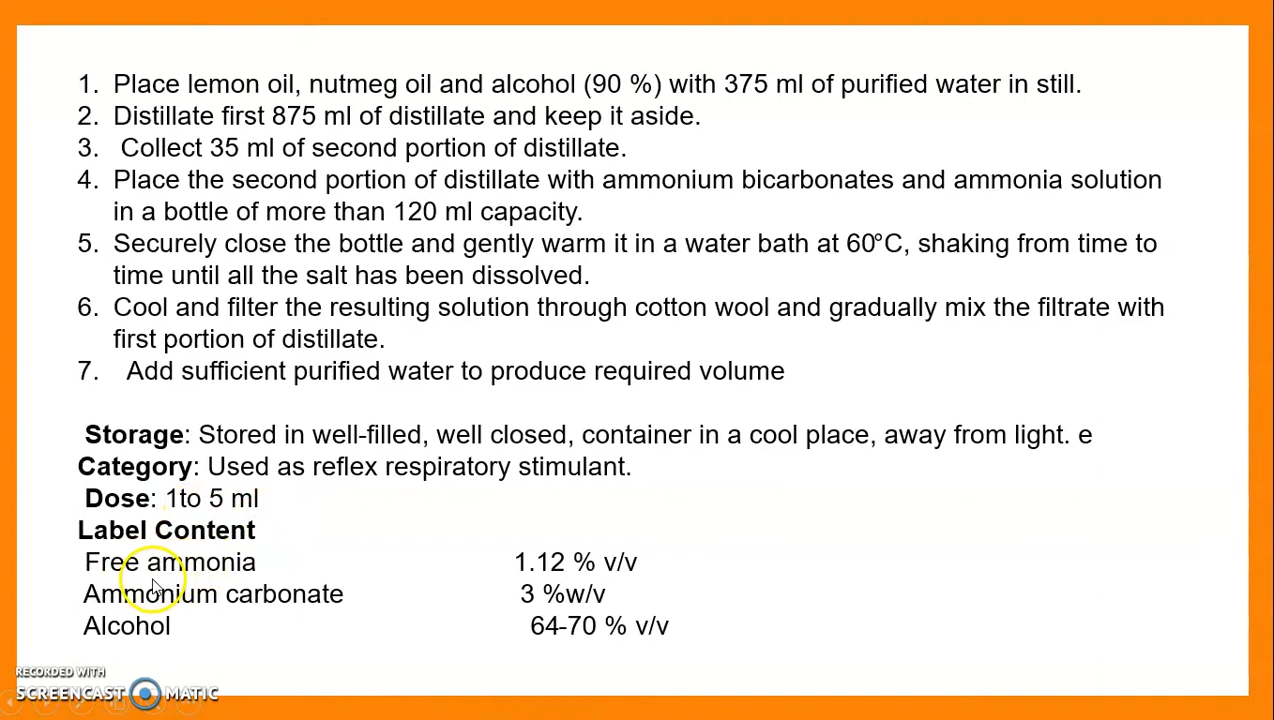 1. Place lemon oil, nutmeg oil and alcohol (90 %) with 375 ml of purified water in still.
2. Distillate first 875 ml of distillate and keep it aside.
3. Collect 35 ml of second portion of distillate.
4. Place the second portion of distillate with ammonium bicarbonates and ammonia solution
in a bottle of more than 120 ml capacity.
5. Securely close the bottle and gently warm it in a water bath at 60°C, shaking from time to
time until all the salt has been dissolved.
6. Cool and filter the resulting solution through cotton wool and gradually mix the filtrate with
first portion of distillate.
7. Add sufficient purified water to produce required volume
Storage: Stored in well-filled, well closed, container in a cool place, away from light. e
Category: Used as reflex respiratory stimulant.
Dose: 1to 5 ml
Label Content
Free ammonia 1.12 % v/v
Ammonium carbonate 3 %w/v
Alcohol 64-70 % v/v
RECORDED WITH
SCREENCAST MATIC